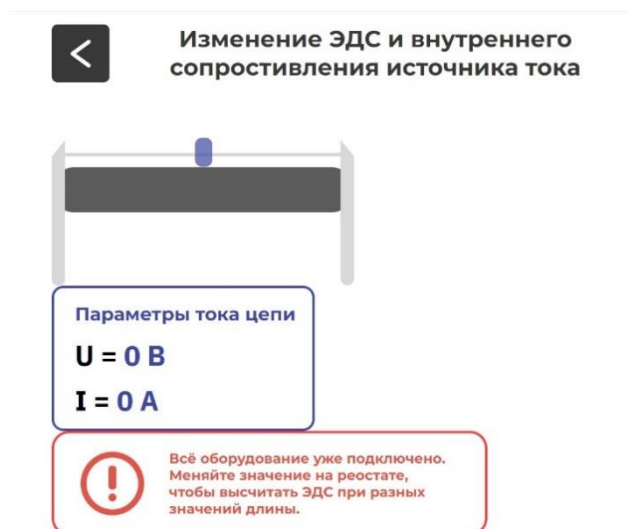 Изменение ЭДС и внутреннего
сопростивления источника тока
Параметры тока цепи
U = 0 В
I = 0 А
Всё оборудование уже подключено.
Меняйте значение на реостате,
чтобы высчитать ЭДС при разных
значений длины.